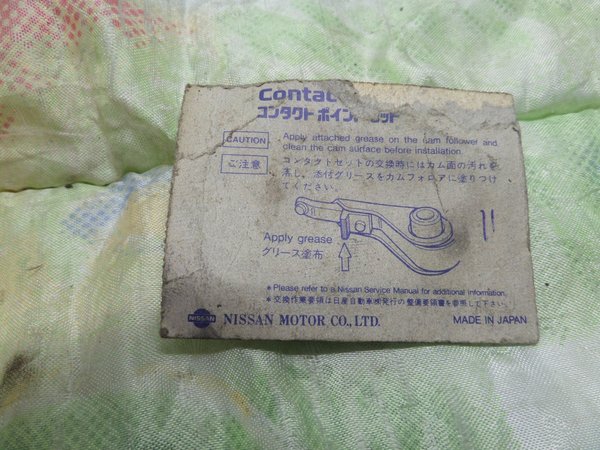 Contac
コンタクト ポイントセット
CAUTION
Apply attached grease on the cam follower and
clean the cam surface before installation.
ご注意
コンタクトセットの交換時にはカム面の汚れを
落し、添付グリースをカムフォロアに塗りつけ
てください。
Apply grease
グリース塗布
11
*Please refer to a Nissan Service Manual for additional information.
*交換作業要領は日産自動車㈱発行の整備要領書を参照して下さい。
NISSAN
NISSAN MOTOR CO., LTD.
MADE IN JAPAN